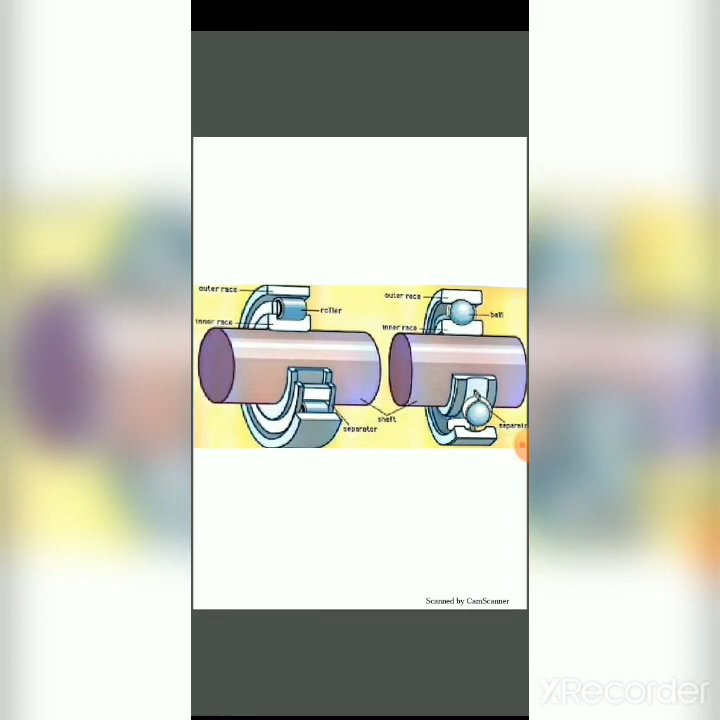 outer race
roller
inner race
shaft
separator
outer race
ball
inner race
Scanned by CamScanner
XRecorder